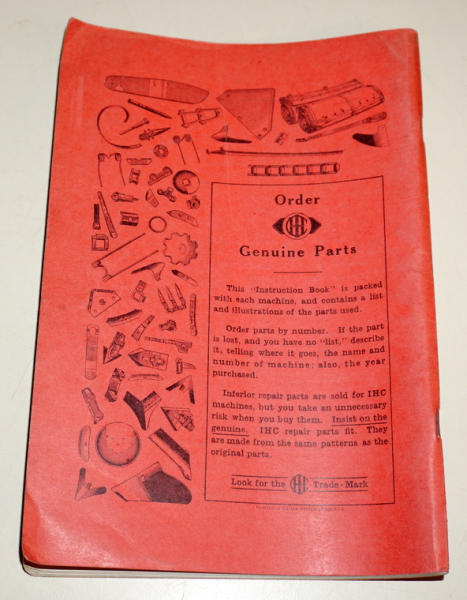 Order
IHC
Genuine Parts
This "Instruction Book" is packed
with each machine, and contains a list
and illustrations of the parts used.
Order parts by number. If the part
is lost, and you have no "list," describe
it, telling where it goes, the name and
number of machine; also, the year
purchased.
Inferior repair parts are sold for IHC
machines, but you take an unnecessary
risk when you buy them. Insist on the
genuine. IHC repair parts fit. They
are made from the same patterns as the
original parts.
Look for the IHC Trade-Mark